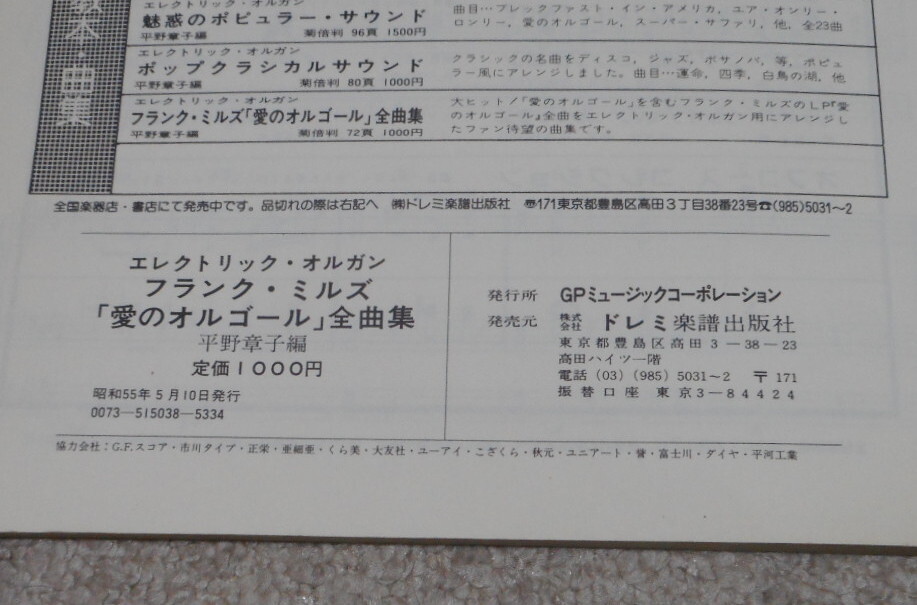 本・曲集
エレクトリック・オルガン
魅惑のポピュラー・サウンド
平野章子編 菊倍判 96頁 1500円
曲目…ブレックファスト・イン・アメリカ，ユア・オンリー・
ロンリー，愛のオルゴール，スーパー・サファリ，他，全23曲
エレクトリック・オルガン
ポップクラシカルサウンド
平野章子編 菊倍判 80頁 1000円
クラシックの名曲をディスコ，ジャズ，ボサノバ，等，ポピュ
ラー風にアレンジしました。曲目…運命，四季，白鳥の湖，他
エレクトリック・オルガン
フランク・ミルズ「愛のオルゴール」全曲集
平野章子編 菊倍判 72頁 1000円
大ヒット！「愛のオルゴール」を含むフランク・ミルズのLP『愛
のオルゴール』全曲をエレクトリック・オルガン用にアレンジし
たファン待望の曲集です。
全国楽器店・書店にて発売中です。品切れの際は右記へ ㈱ドレミ楽譜出版社 〒171東京都豊島区高田3丁目38番23号☎(985)5031〜2
エレクトリック・オルガン
フランク・ミルズ
「愛のオルゴール」全曲集
平野章子編
定価1000円
昭和55年5月10日発行
0073—515038—5334
発行所 GPミュージックコーポレーション
発売元 株式会社 ドレミ楽譜出版社
東京都豊島区高田3—38—23
高田ハイツ一階
電話(03)(985)5031〜2 〒171
振替口座 東京3—84424
協力会社：G.F.スコア・市川タイプ・正栄・亜細亜・くら美・大友社・ユーアイ・こざくら・秋元・ユニアート・誉・富士川・ダイヤ・平河工業